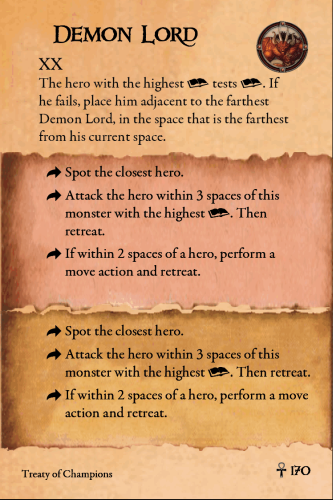 Demon Lord
XX
The hero with the highest tests . If
he fails, place him adjacent to the farthest
Demon Lord, in the space that is the farthest
from his current space.
Spot the closest hero.
Attack the hero within 3 spaces of this
monster with the highest . Then
retreat.
If within 2 spaces of a hero, perform a
move action and retreat.
Spot the closest hero.
Attack the hero within 3 spaces of this
monster with the highest . Then retreat.
If within 2 spaces of a hero, perform a move
action and retreat.
Treaty of Champions
170